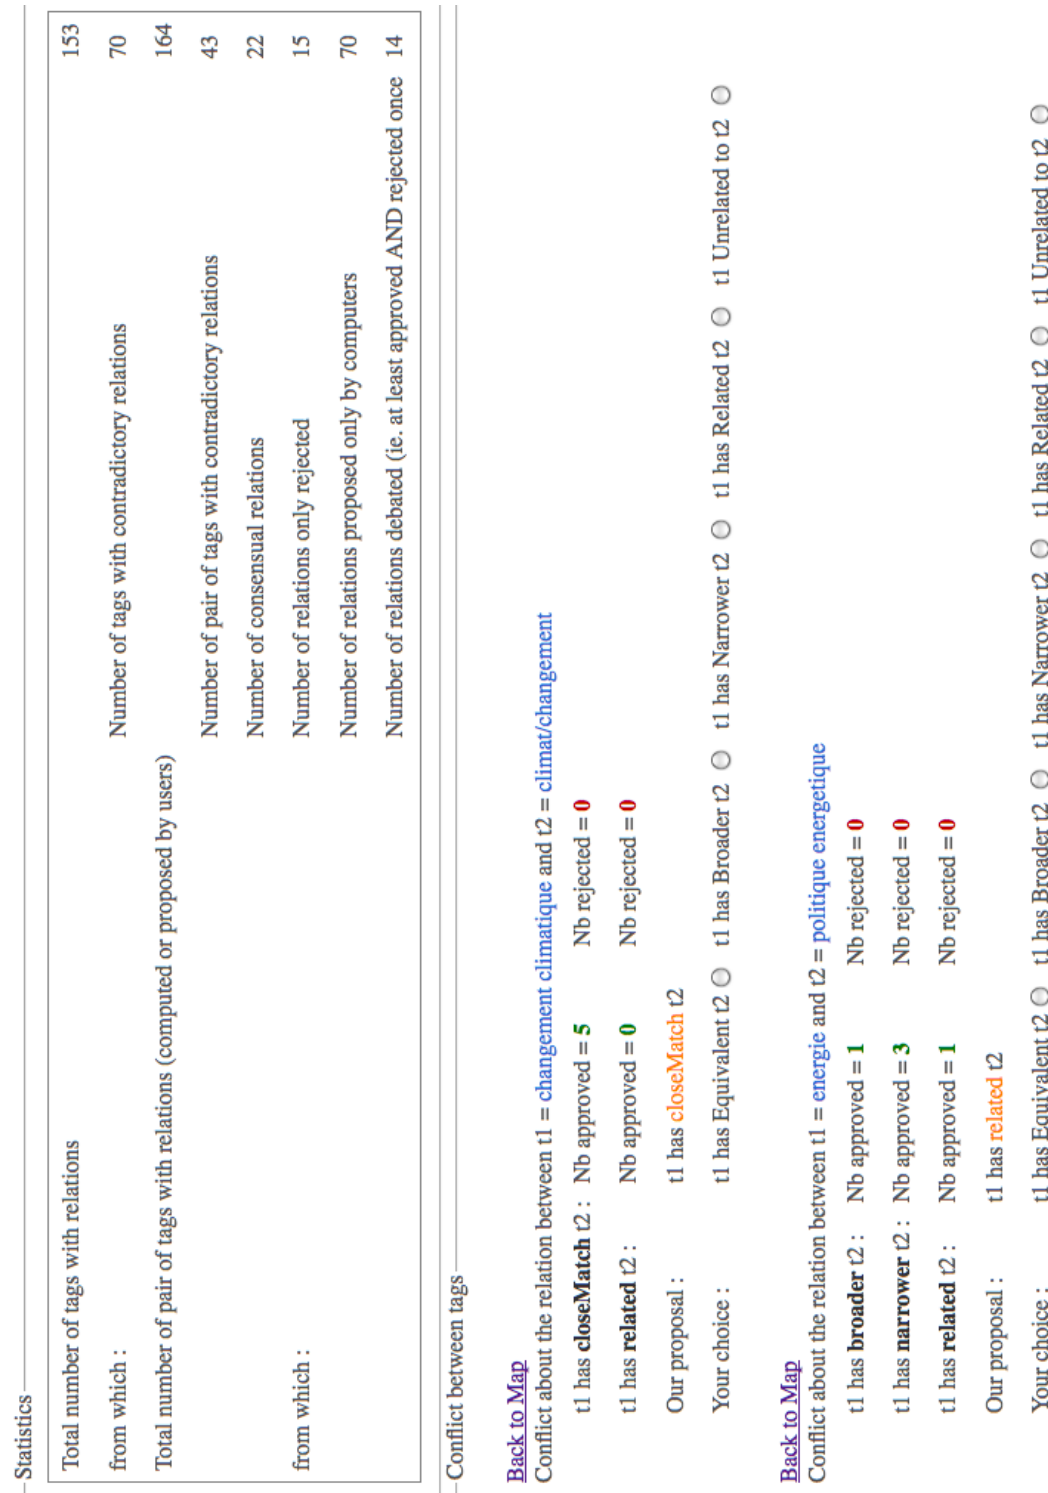 Statistics
Total number of tags with relations 153
from which : Number of tags with contradictory relations 70
Total number of pair of tags with relations (computed or proposed by users) 164
Number of pair of tags with contradictory relations 43
Number of consensual relations 22
from which : Number of relations only rejected 15
Number of relations proposed only by computers 70
Number of relations debated (ie. at least approved AND rejected once 14
Conflict between tags
Back to Map
Conflict about the relation between t1 = changement climatique and t2 = climat/changement
t1 has closeMatch t2 : Nb approved = 5 Nb rejected = 0
t1 has related t2 : Nb approved = 0 Nb rejected = 0
Our proposal : t1 has closeMatch t2
Your choice : t1 has Equivalent t2 t1 has Broader t2 t1 has Narrower t2 t1 has Related t2 t1 Unrelated to t2
Back to Map
Conflict about the relation between t1 = energie and t2 = politique energetique
t1 has broader t2 : Nb approved = 1 Nb rejected = 0
t1 has narrower t2 : Nb approved = 3 Nb rejected = 0
t1 has related t2 : Nb approved = 1 Nb rejected = 0
Our proposal : t1 has related t2
Your choice : t1 has Equivalent t2 t1 has Broader t2 t1 has Narrower t2 t1 has Related t2 t1 Unrelated to t2